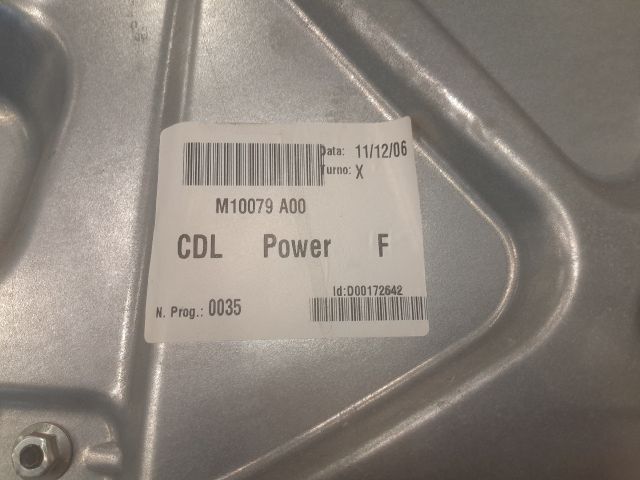 Data: 11/12/06
Turno: X
M10079 A00
CDL Power F
Id:D00172642
N. Prog.: 0035